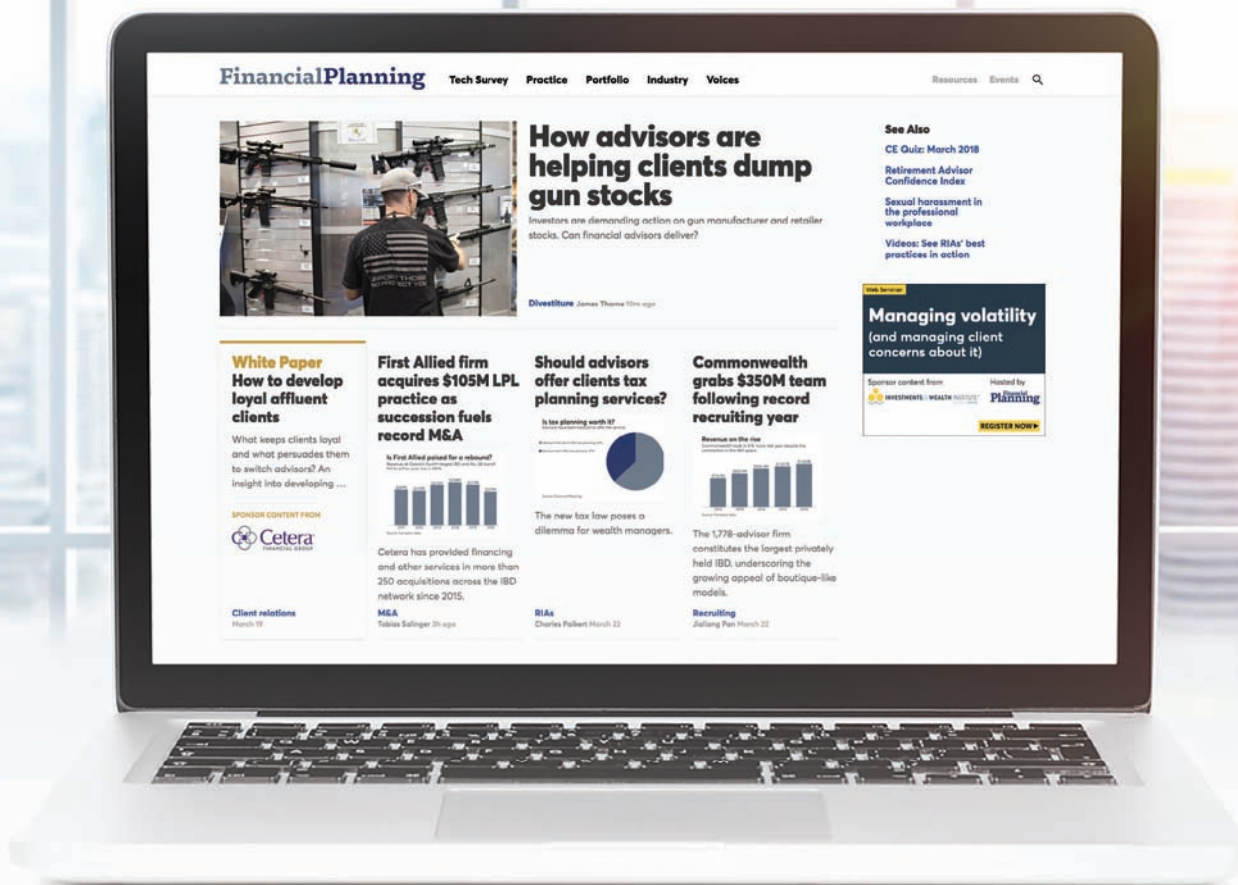 FinancialPlanning
Tech Survey Practice Portfolio Industry Voices
Resources Events
How advisors are
helping clients dump
gun stocks
Investors are demanding action on gun manufacturer and retailer
stocks. Can financial advisors deliver?
Divestiture James Thorne 10m ago
See Also
CE Quiz: March 2018
Retirement Advisor
Confidence Index
Sexual harassment in
the professional
workplace
Videos: See RIAs' best
practices in action
Web Seminar
Managing volatility
(and managing client
concerns about it)
Sponsor content from
INVESTMENTS & WEALTH INSTITUTE
Hosted by
Financial
Planning
REGISTER NOW
White Paper
How to develop
loyal affluent
clients
What keeps clients loyal
and what persuades them
to switch advisors? An
insight into developing ...
SPONSOR CONTENT FROM
Cetera
FINANCIAL GROUP
Client relations
March 19
First Allied firm
acquires $105M LPL
practice as
succession fuels
record M&A
Is First Allied poised for a rebound?
Cetera has provided financing
and other services in more than
250 acquisitions across the IBD
network since 2015.
M&A
Tobias Salinger 3h ago
Should advisors
offer clients tax
planning services?
Is tax planning worth it?
The new tax law poses a
dilemma for wealth managers.
RIAs
Charles Paikert March 22
Commonwealth
grabs $350M team
following record
recruiting year
Revenue on the rise
The 1,778-advisor firm
constitutes the largest privately
held IBD, underscoring the
growing appeal of boutique-like
models.
Recruiting
Jialiang Pan March 22